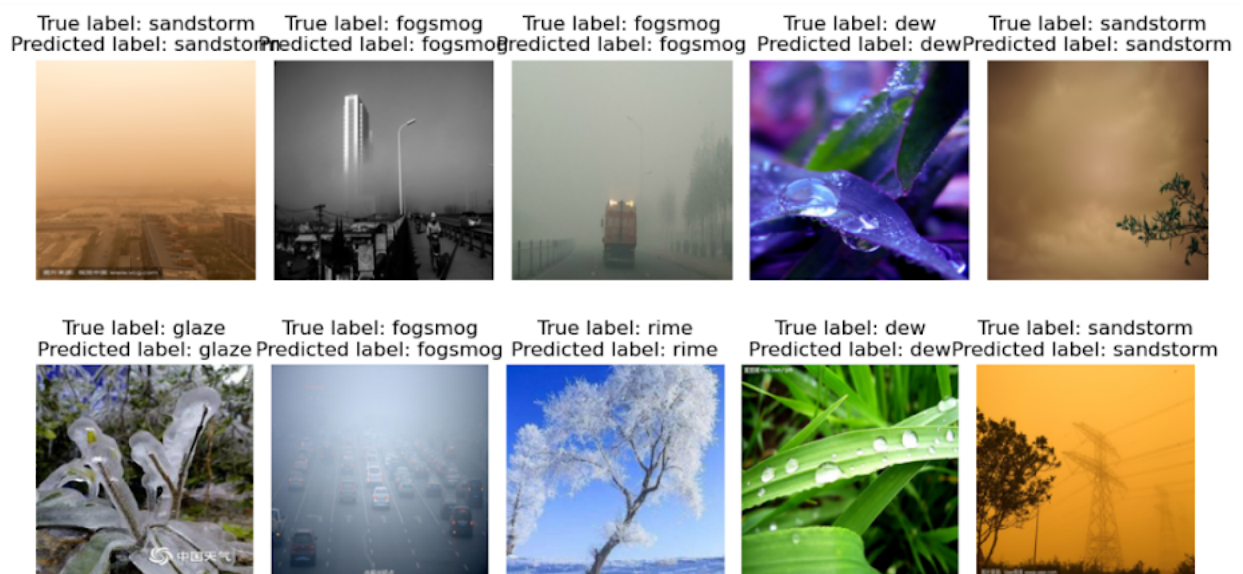 True label: sandstorm
Predicted label: sandstorm
True label: fogsmog
Predicted label: fogsmog
True label: fogsmog
Predicted label: fogsmog
True label: dew
Predicted label: dew
True label: sandstorm
Predicted label: sandstorm
True label: glaze
Predicted label: glaze
True label: fogsmog
Predicted label: fogsmog
True label: rime
Predicted label: rime
True label: dew
Predicted label: dew
True label: sandstorm
Predicted label: sandstorm
中国天气